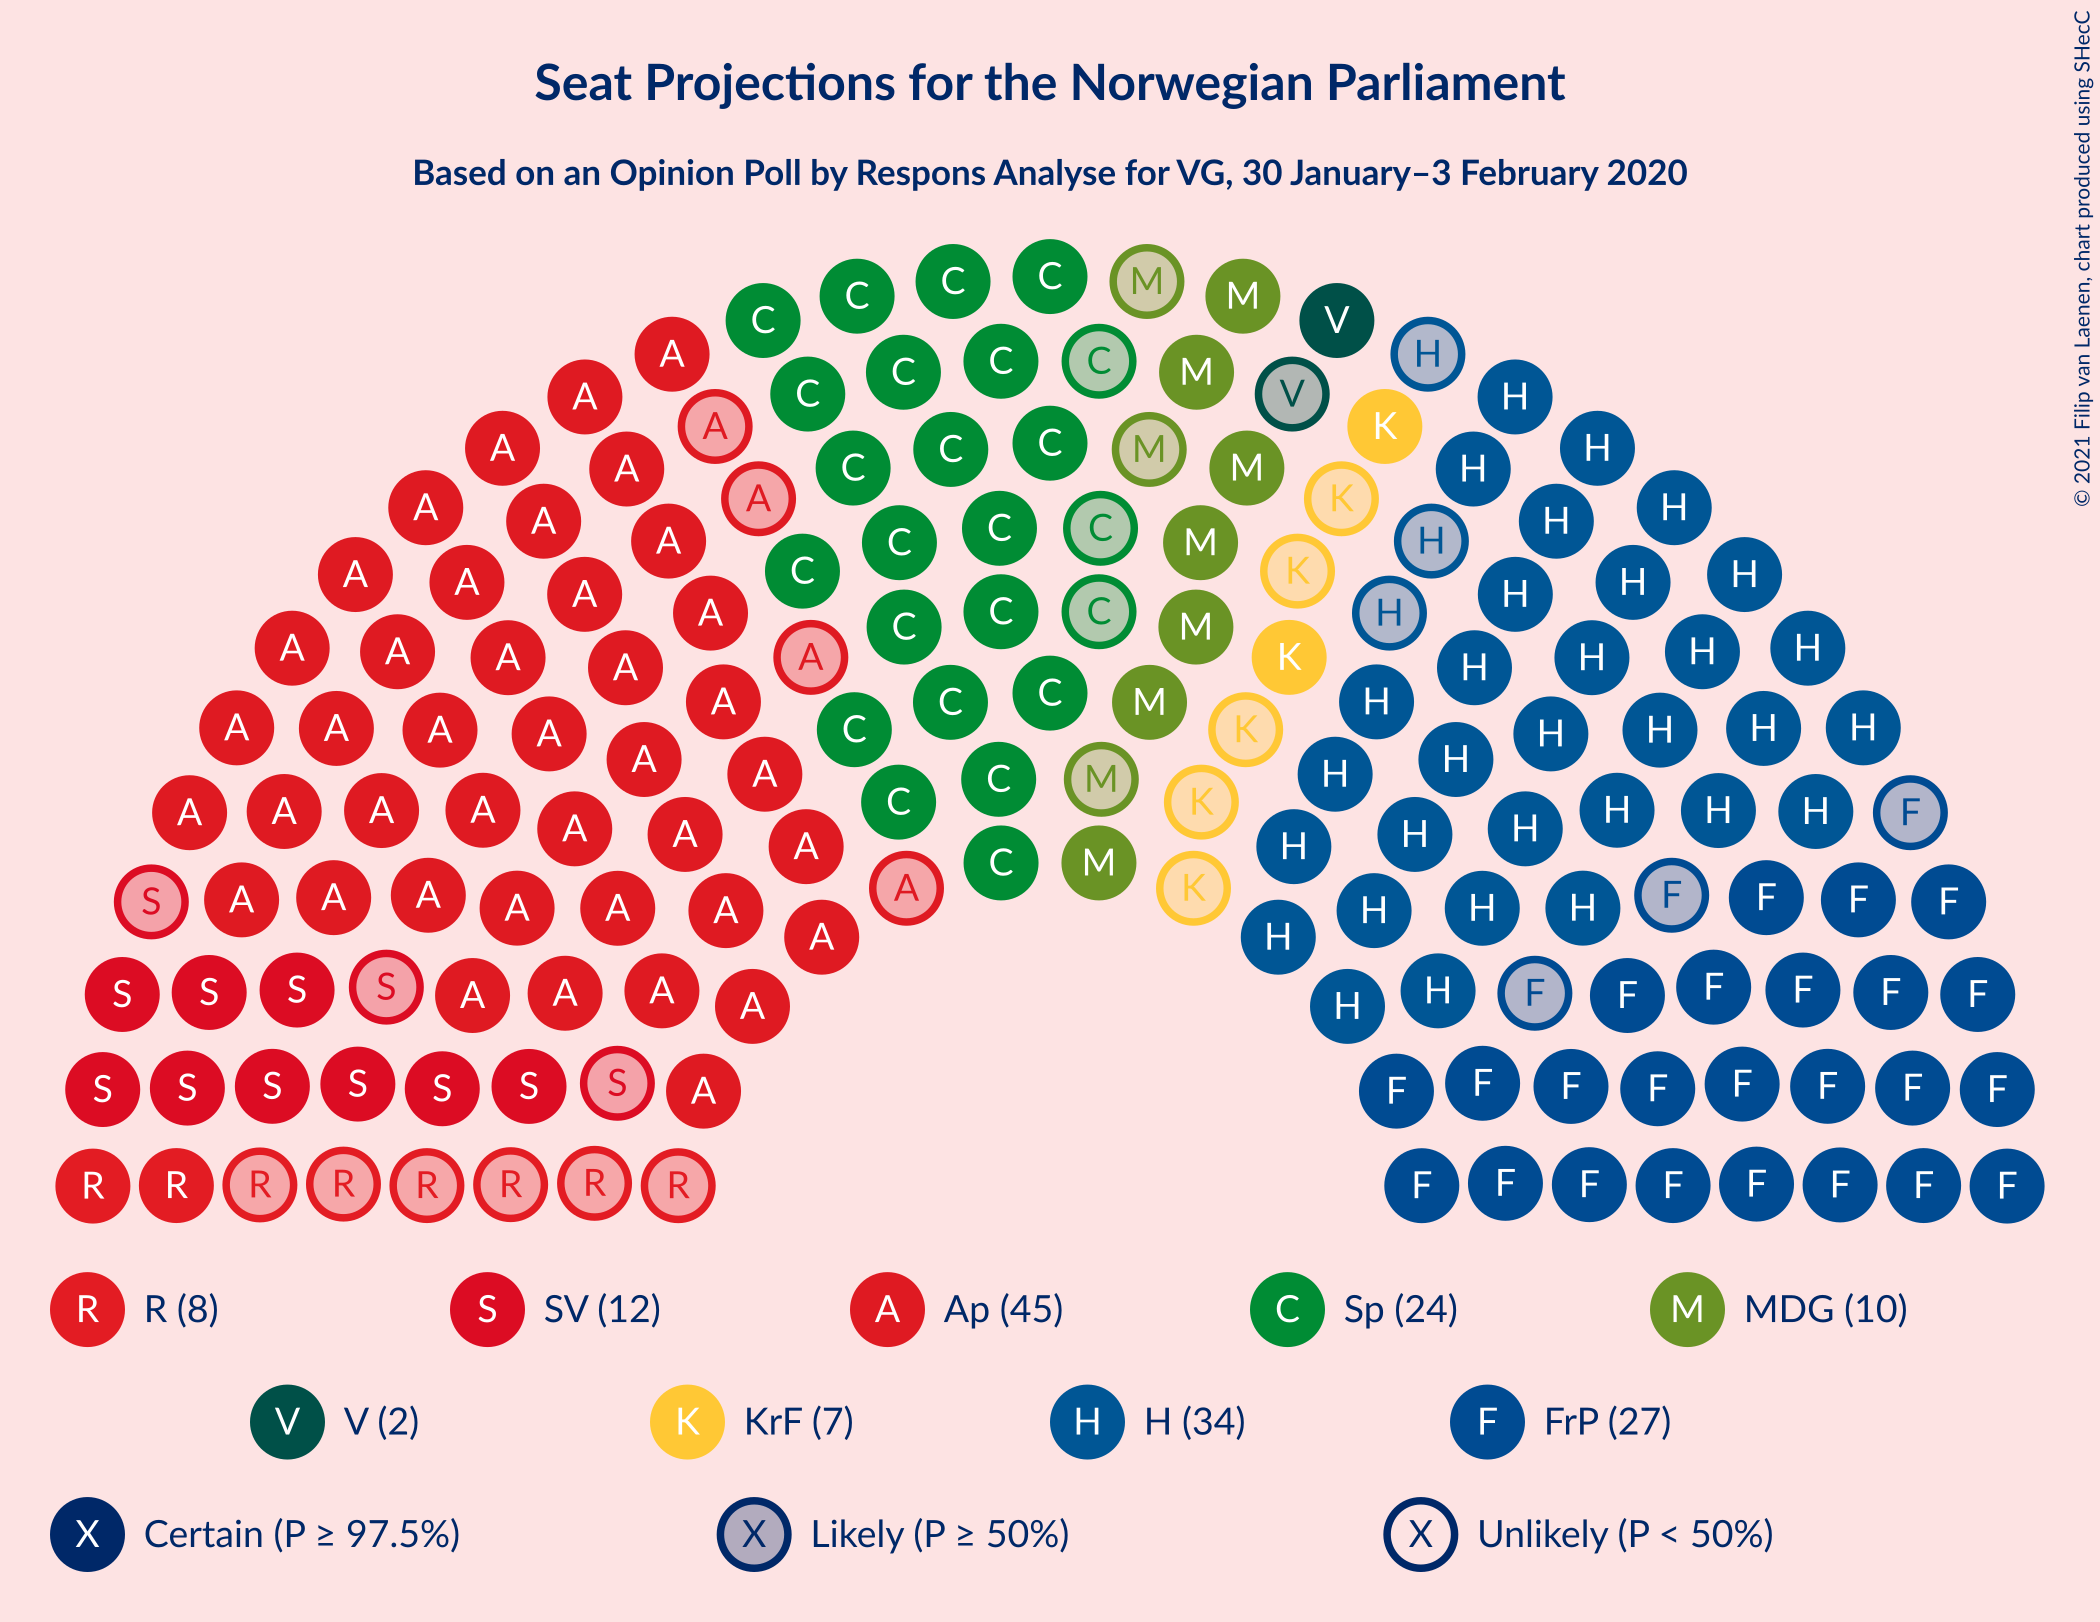 Seat Projections for the Norwegian Parliament
Based on an Opinion Poll by Respons Analyse for VG, 30 January–3 February 2020
© 2021 Filip van Laenen, chart produced using SHecC
C C C C M M V
A C C C C M V K H H
A A A C C C M M K H H H
A A A A C C C C M K H H H H
A A A A A C C C M K H H H H H
A A A A A A C C C M K H H H H H H
A A A A A A A C C M K H H H H H H H
A A A A A A A A C M K H H H H H H F
S A A A A A A A H H H H F F F F
S S S S A A A A H H F F F F F F
S S S S S S S A F F F F F F F F
R R R R R R R R F F F F F F F F
R R (8) S SV (12) A Ap (45) C Sp (24) M MDG (10)
V V (2) K KrF (7) H H (34) F FrP (27)
X Certain (P ≥ 97.5%) X Likely (P ≥ 50%) X Unlikely (P < 50%)